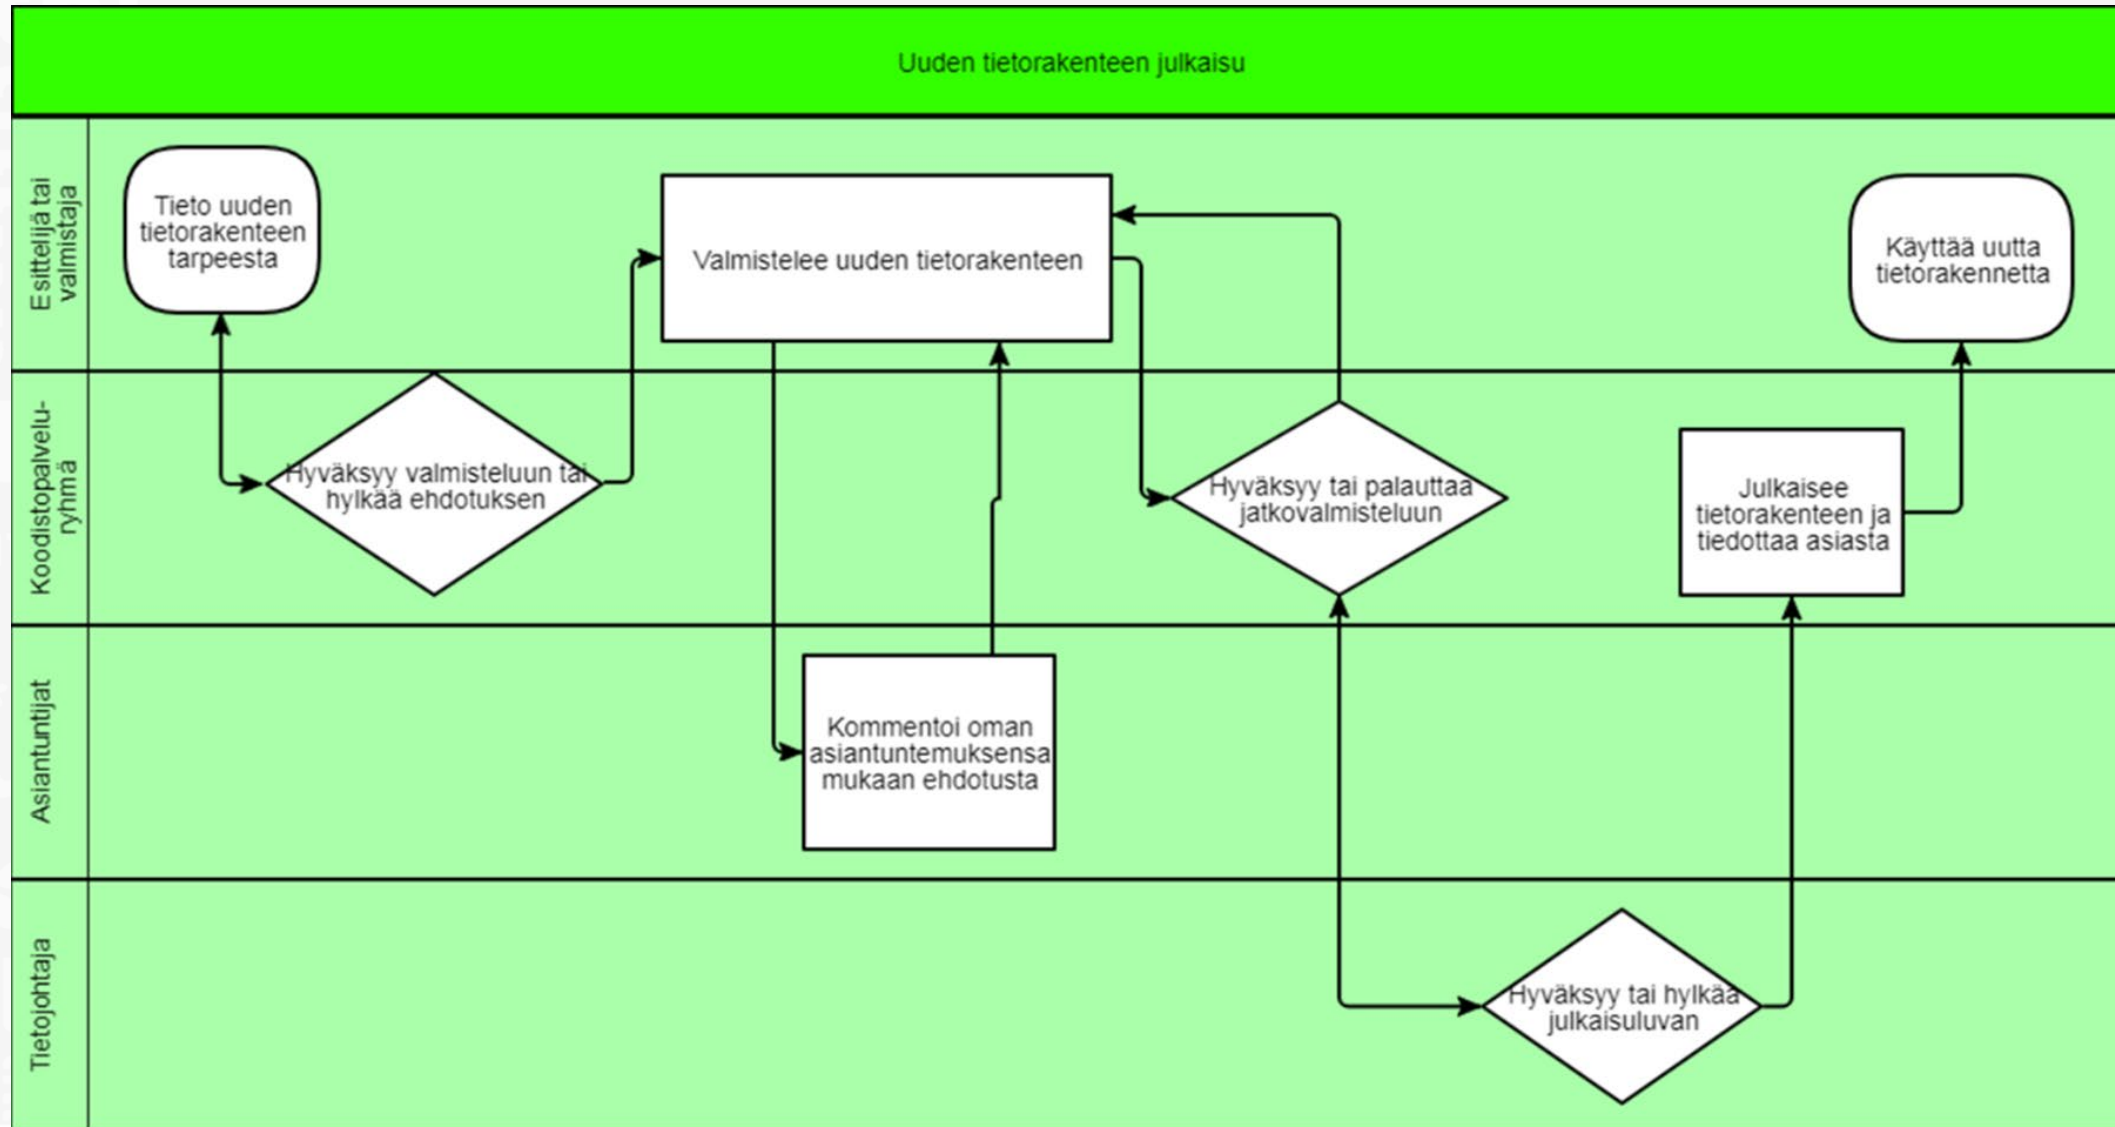 Uuden tietorakenteen julkaisu
Esittelijä tai
valmistaja
Tieto uuden
tietorakenteen
tarpeesta
Valmistelee uuden tietorakenteen
Käyttää uutta
tietorakennetta
Koodistopalvelu-
ryhmä
Hyväksyy valmisteluun tai
hylkää ehdotuksen
Hyväksyy tai palauttaa
jatkovalmisteluun
Julkaisee
tietorakenteen ja
tiedottaa asiasta
Asiantuntijat
Kommentoi oman
asiantuntemuksensa
mukaan ehdotusta
Tietojohtaja
Hyväksyy tai hylkää
julkaisuluvan